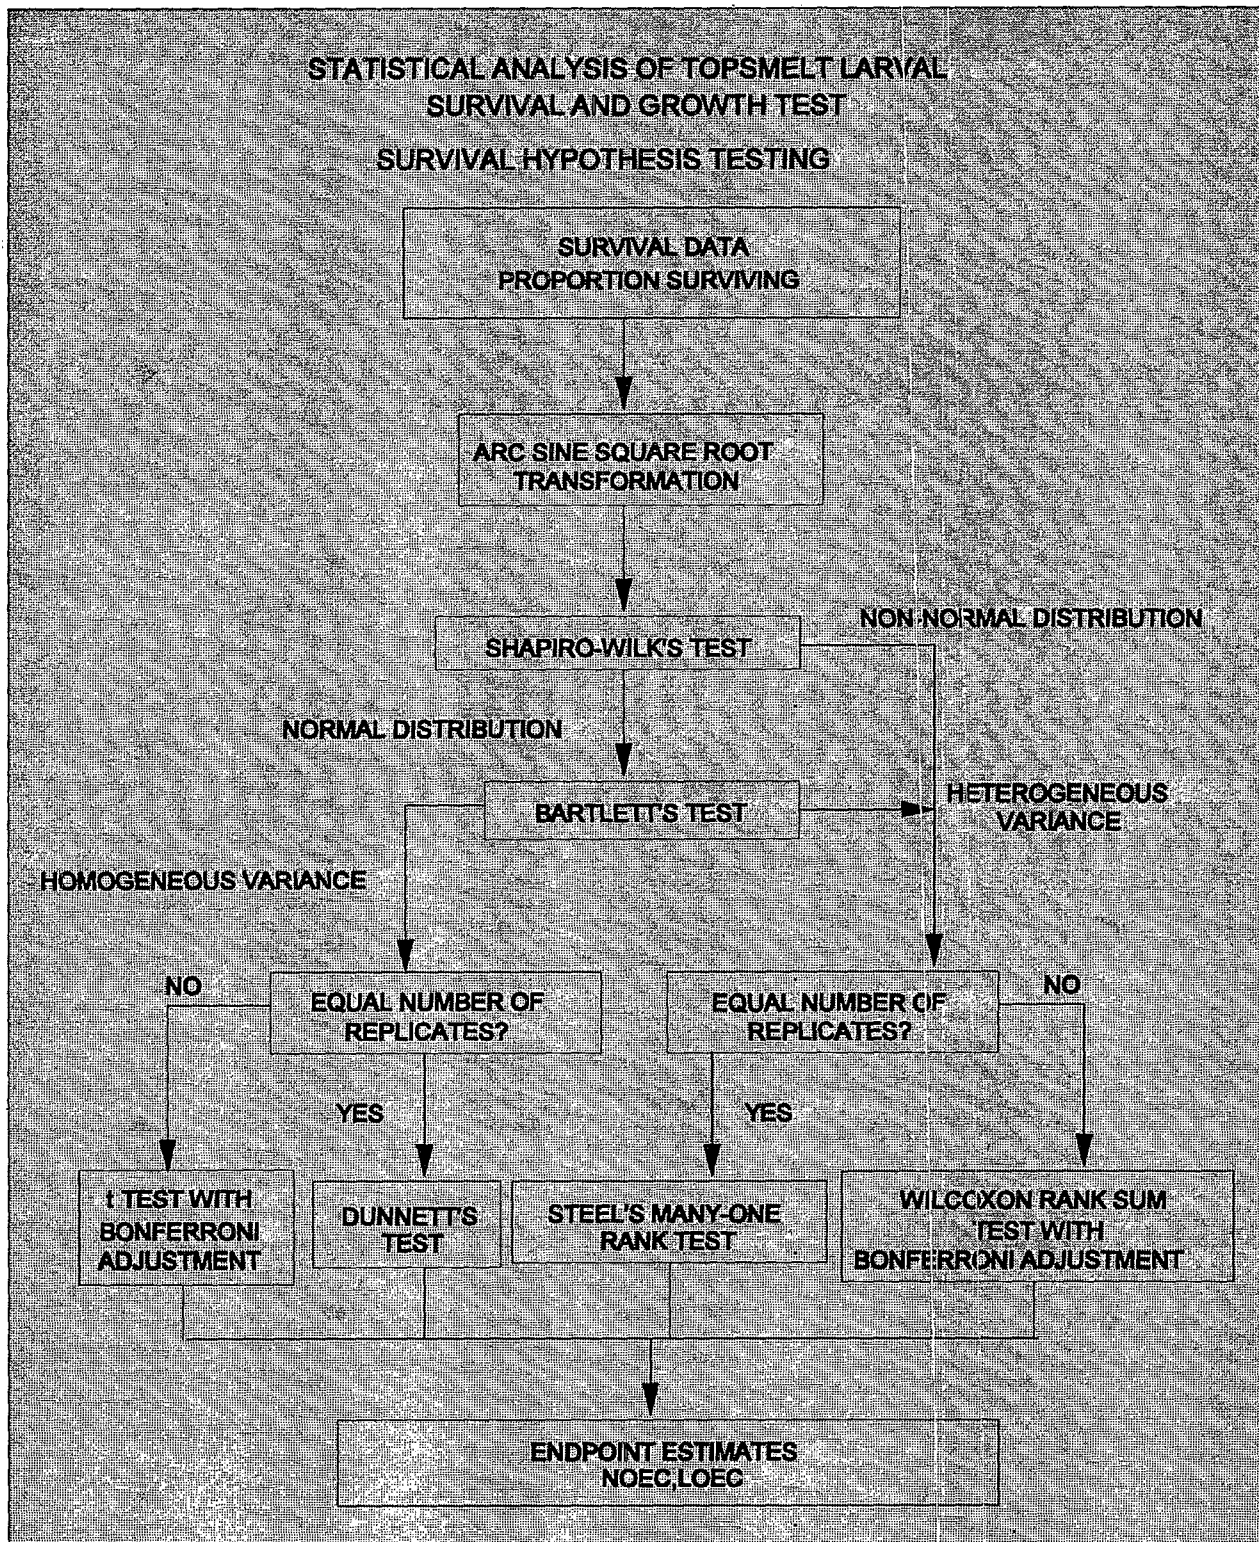 STATISTICAL ANALYSIS OF TOPSMELT LARVAL
SURVIVAL AND GROWTH TEST
SURVIVAL HYPOTHESIS TESTING
SURVIVAL DATA
PROPORTION SURVIVING
ARC SINE SQUARE ROOT
TRANSFORMATION
NON-NORMAL DISTRIBUTION
SHAPIRO-WILK'S TEST
NORMAL DISTRIBUTION
BARTLETT'S TEST
HETEROGENEOUS
VARIANCE
HOMOGENEOUS VARIANCE
NO
EQUAL NUMBER OF
REPLICATES?
EQUAL NUMBER OF
REPLICATES?
NO
YES
YES
t TEST WITH
BONFERRONI
ADJUSTMENT
DUNNETT'S
TEST
STEEL'S MANY-ONE
RANK TEST
WILCOXON RANK SUM
TEST WITH
BONFERRONI ADJUSTMENT
ENDPOINT ESTIMATES
NOEC,LOEC